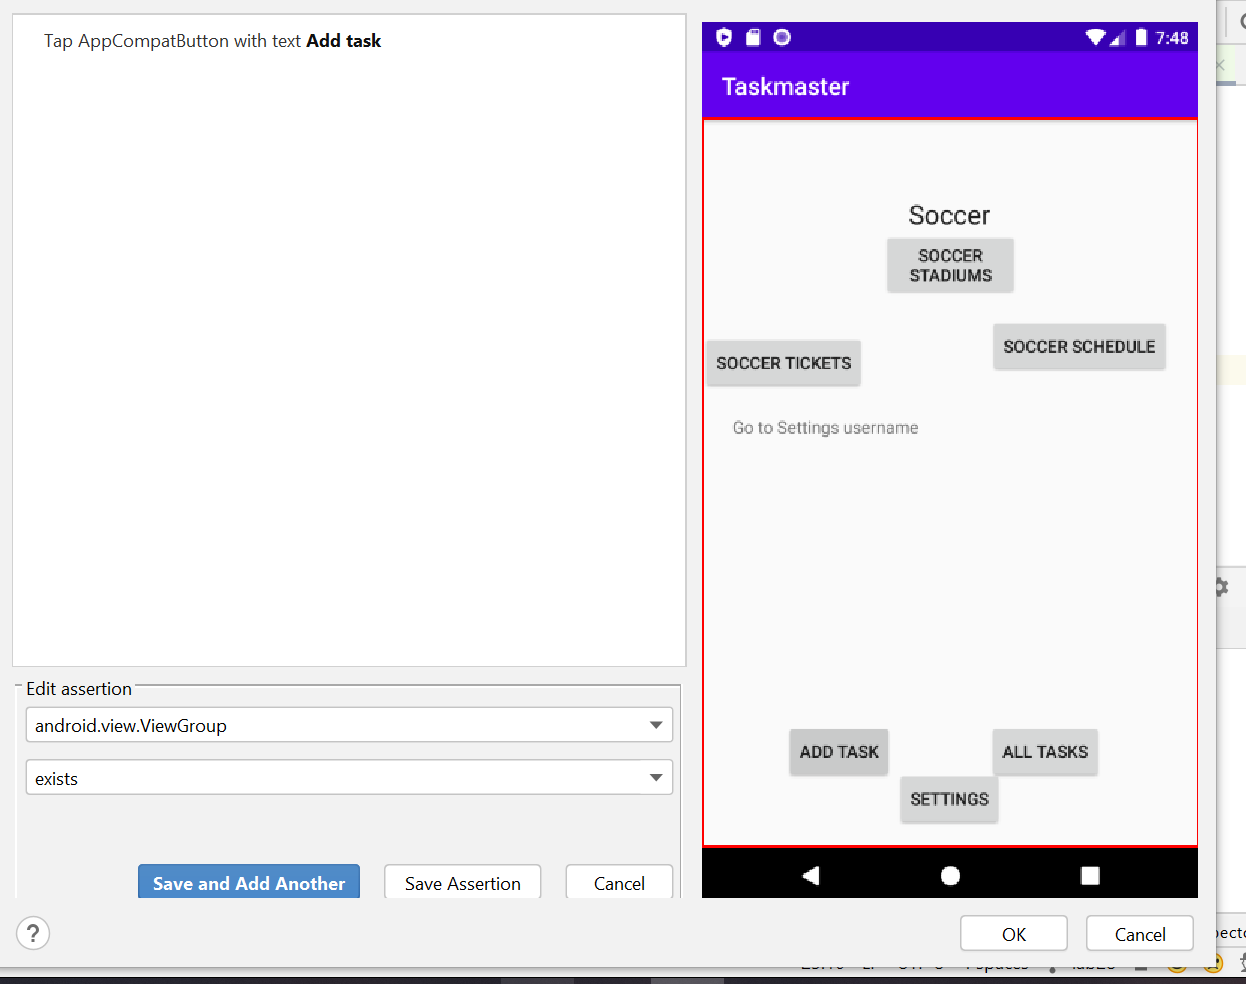 Tap AppCompatButton with text Add task
7:48
Taskmaster
Soccer
SOCCER
STADIUMS
SOCCER SCHEDULE
SOCCER TICKETS
Go to Settings username
ADD TASK
ALL TASKS
SETTINGS
Edit assertion
android.view.ViewGroup
exists
Save and Add Another
Save Assertion
Cancel
?
OK
Cancel